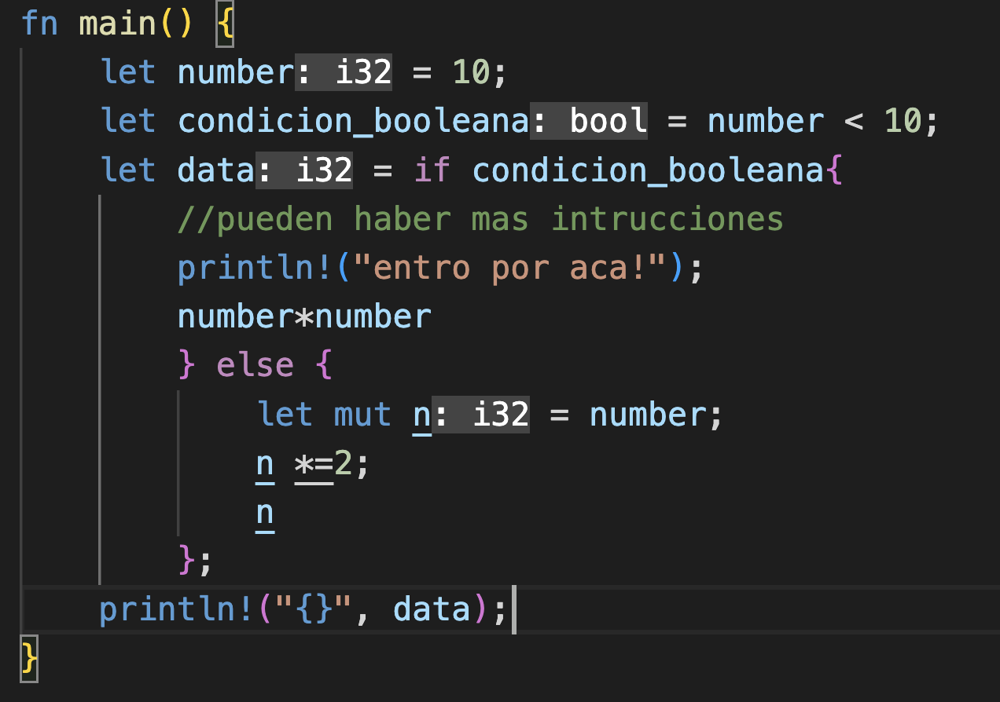 fn main() {
    let number: i32 = 10;
    let condicion_booleana: bool = number < 10;
    let data: i32 = if condicion_booleana{
        //pueden haber mas intrucciones
        println!("entro por aca!");
        number*number
        } else {
            let mut n: i32 = number;
            n *=2;
            n
        };
    println!("{}", data);
}